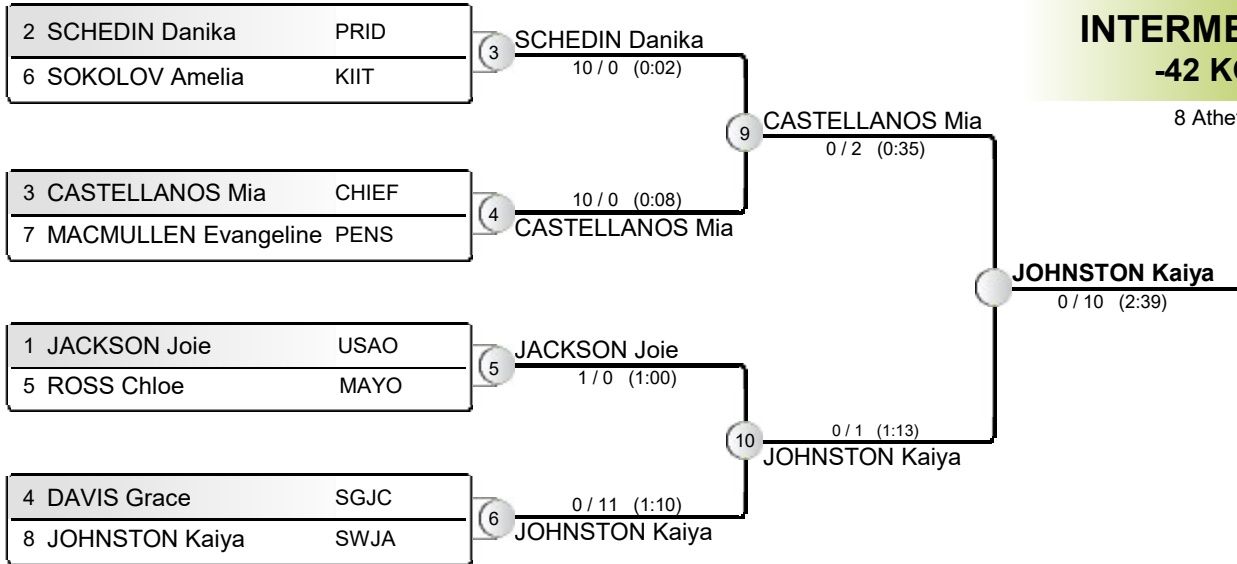 INTERME
-42 K
8 Athe
2 SCHEDIN Danika PRID
6 SOKOLOV Amelia KIIT
3 SCHEDIN Danika
10 / 0 (0:02)
9 CASTELLANOS Mia
0 / 2 (0:35)
3 CASTELLANOS Mia CHIEF
7 MACMULLEN Evangeline PENS
10 / 0 (0:08)
4 CASTELLANOS Mia
JOHNSTON Kaiya
0 / 10 (2:39)
1 JACKSON Joie USAO
5 ROSS Chloe MAYO
5 JACKSON Joie
1 / 0 (1:00)
0 / 1 (1:13)
10 JOHNSTON Kaiya
4 DAVIS Grace SGJC
8 JOHNSTON Kaiya SWJA
0 / 11 (1:10)
6 JOHNSTON Kaiya